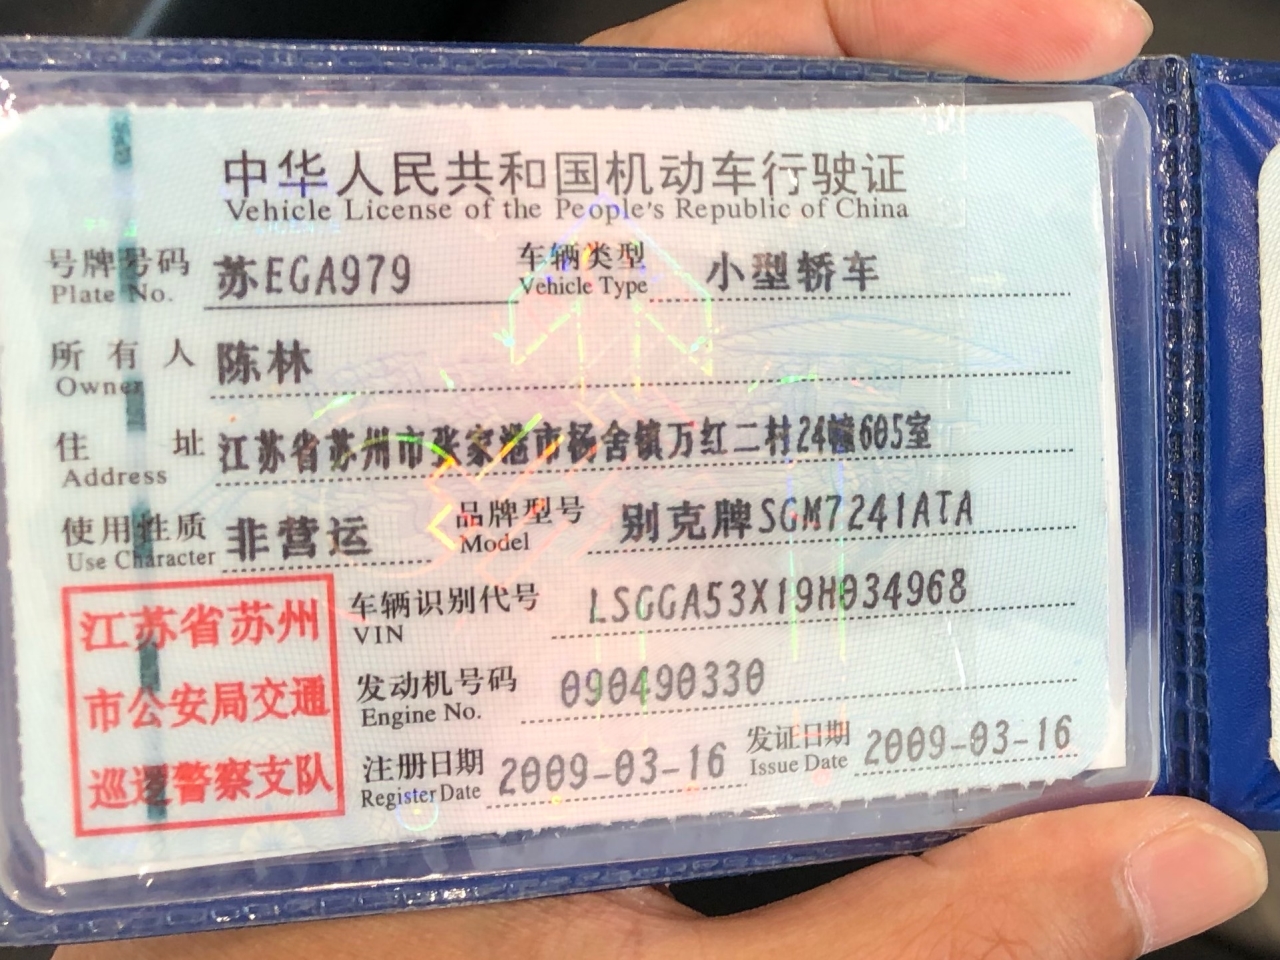 中华人民共和国机动车行驶证
Vehicle License of the People's Republic of China
号牌号码 苏EGA979 车辆类型 小型轿车
Plate No. Vehicle Type
所有人 陈林
Owner
住址 江苏省苏州市张家港市杨舍镇万红二村24幢605室
Address
使用性质 非营运 品牌型号 别克牌SGM7241ATA
Use Character Model
江苏省苏州
市公安局交通
巡逻警察支队
车辆识别代号 LSGGA53X19H034968
VIN
发动机号码 090490330
Engine No.
注册日期 2009-03-16 发证日期 2009-03-16
Register Date Issue Date